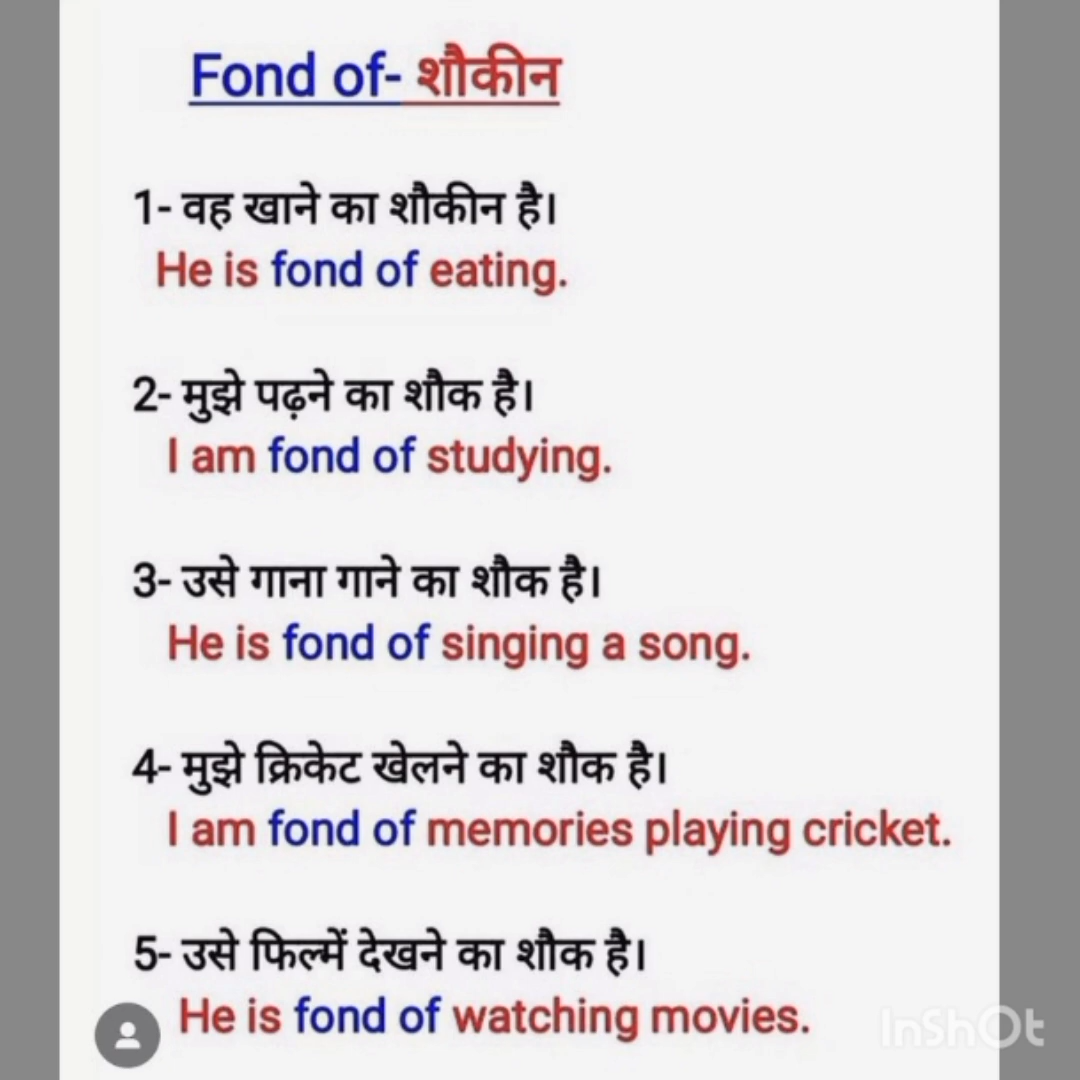 Fond of- शौकीन
1- वह खाने का शौकीन है।
He is fond of eating.
2- मुझे पढ़ने का शौक है।
I am fond of studying.
3- उसे गाना गाने का शौक है।
He is fond of singing a song.
4- मुझे क्रिकेट खेलने का शौक है।
I am fond of memories playing cricket.
5- उसे फिल्में देखने का शौक है।
He is fond of watching movies.
InShOt